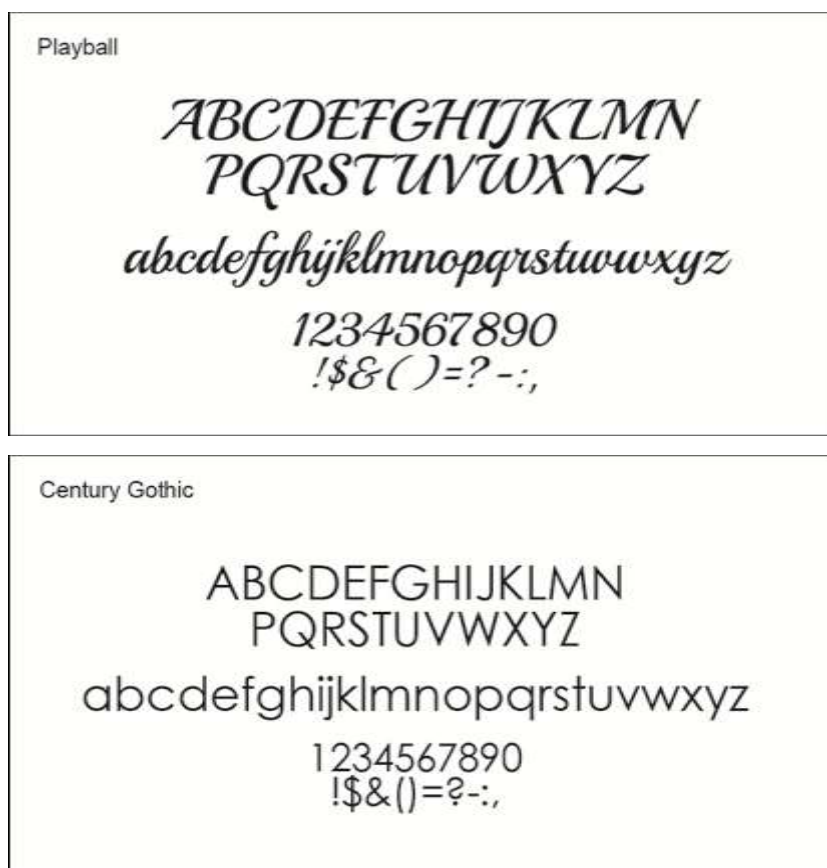 Playball
ABCDEFGHIJKLMN
PQRSTUVWXYZ
abcdefghijklmnopqrstuvwxyz
1234567890
!$&( )=?-:,
Century Gothic
ABCDEFGHIJKLMN
PQRSTUVWXYZ
abcdefghijklmnopqrstuvwxyz
1234567890
!$&()=?-:,